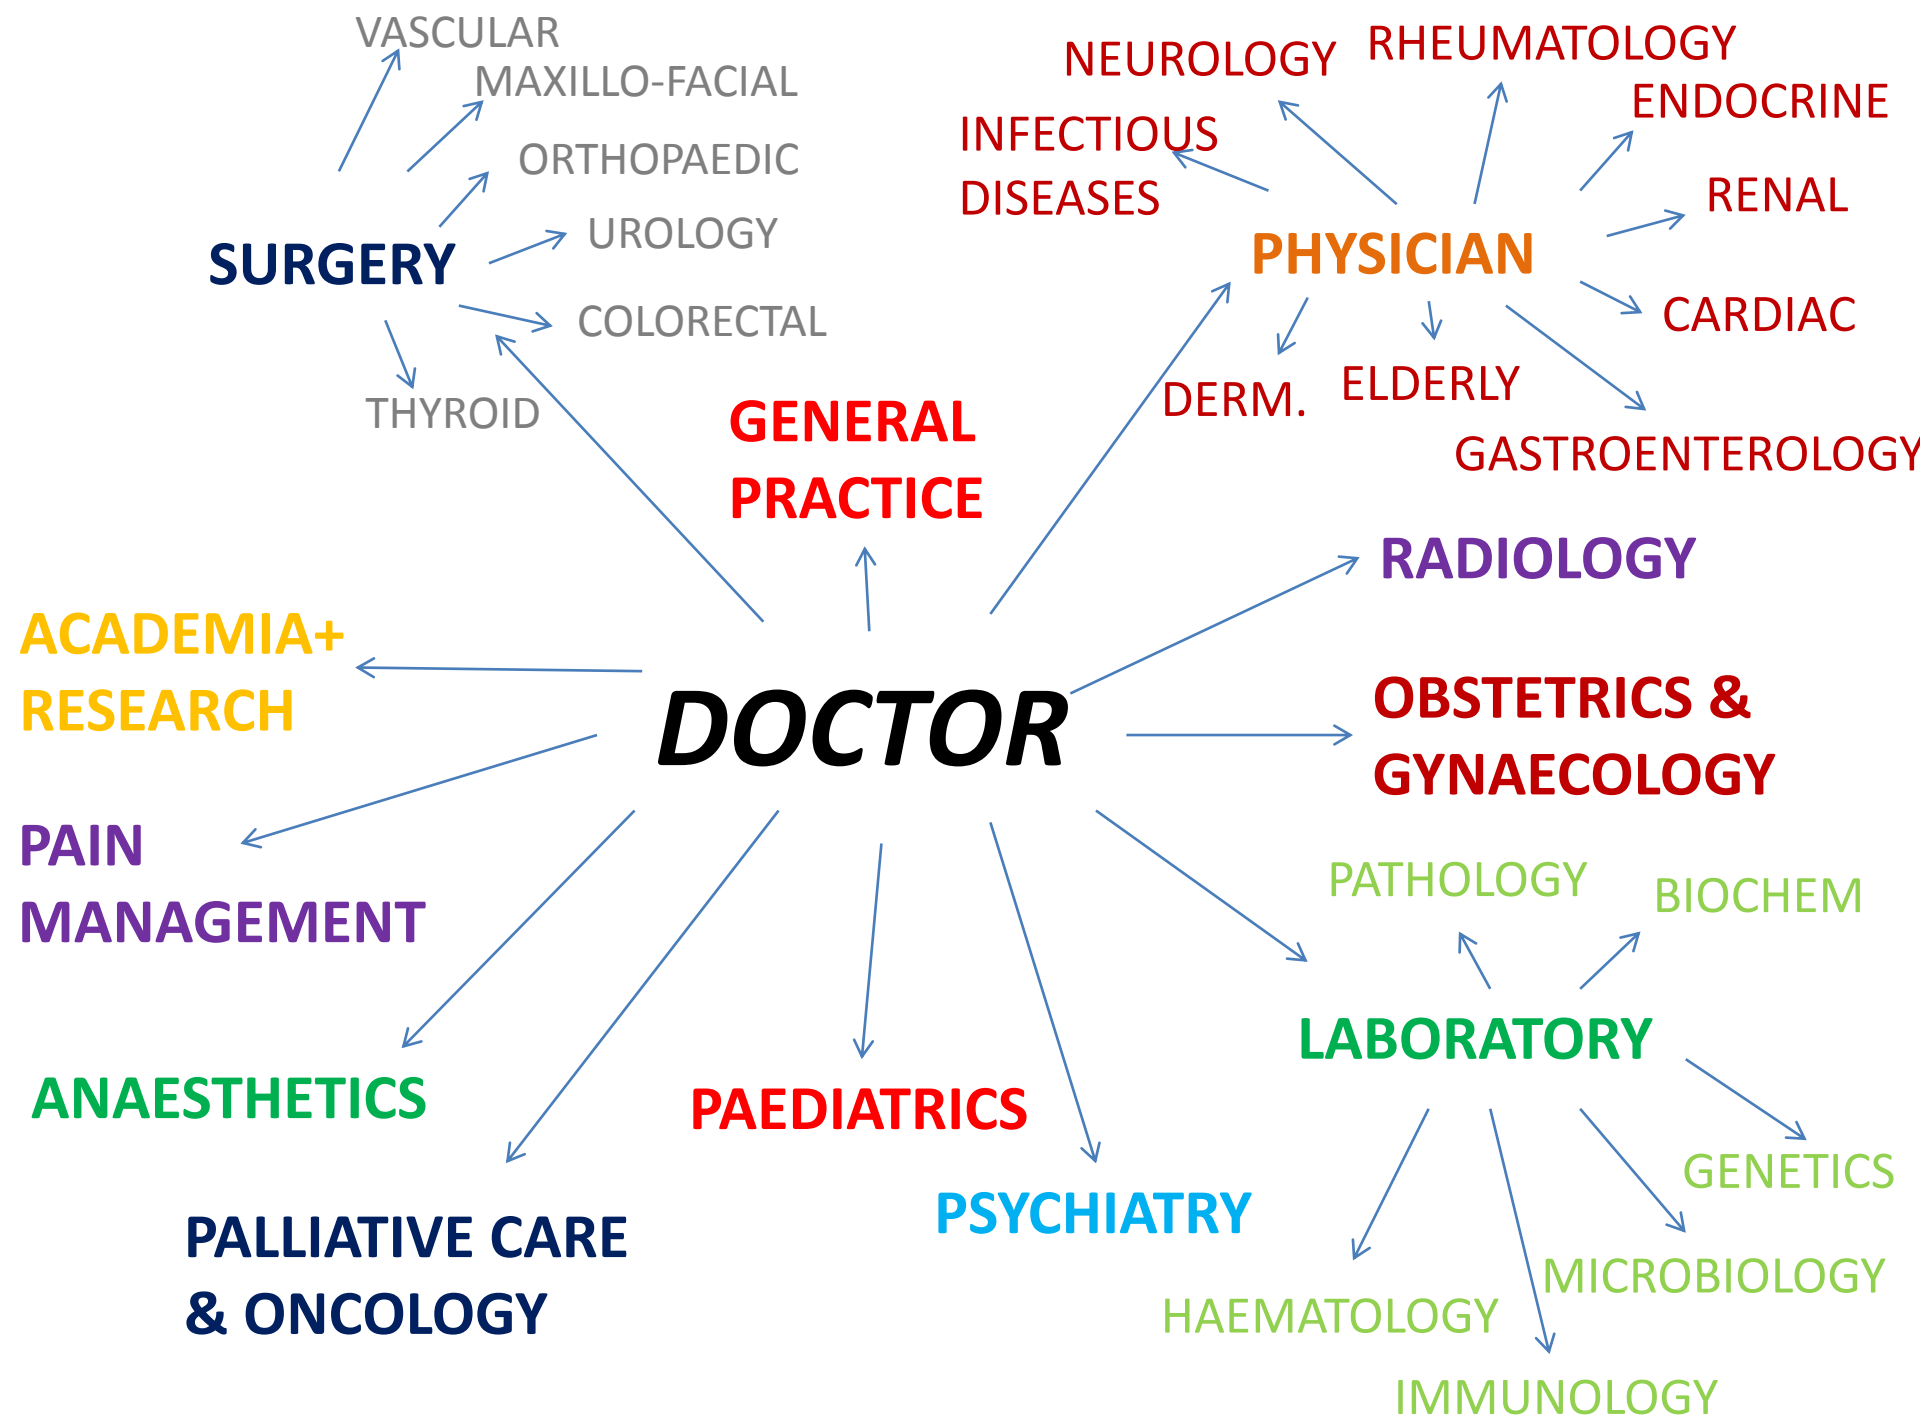 VASCULAR
MAXILLO-FACIAL
ORTHOPAEDIC
UROLOGY
SURGERY
COLORECTAL
THYROID
NEUROLOGY
RHEUMATOLOGY
ENDOCRINE
INFECTIOUS
DISEASES
RENAL
PHYSICIAN
CARDIAC
DERM.
ELDERLY
GASTROENTEROLOGY
GENERAL
PRACTICE
RADIOLOGY
ACADEMIA+
RESEARCH
DOCTOR
OBSTETRICS &
GYNAECOLOGY
PAIN
MANAGEMENT
PATHOLOGY
BIOCHEM
LABORATORY
ANAESTHETICS
PAEDIATRICS
GENETICS
PSYCHIATRY
PALLIATIVE CARE
& ONCOLOGY
MICROBIOLOGY
HAEMATOLOGY
IMMUNOLOGY